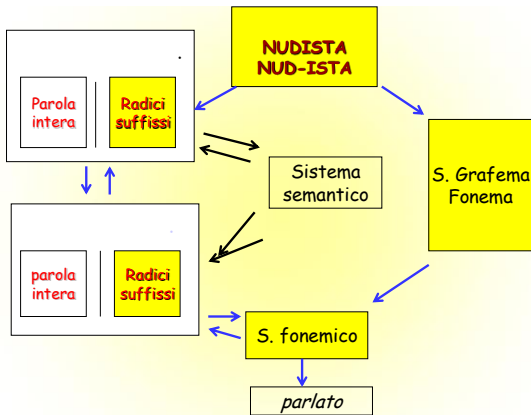 NUDISTA
NUD-ISTA
Parola
intera
Radici
suffissi
Sistema
semantico
S. Grafema
Fonema
parola
intera
Radici
suffissi
S. fonemico
parlato